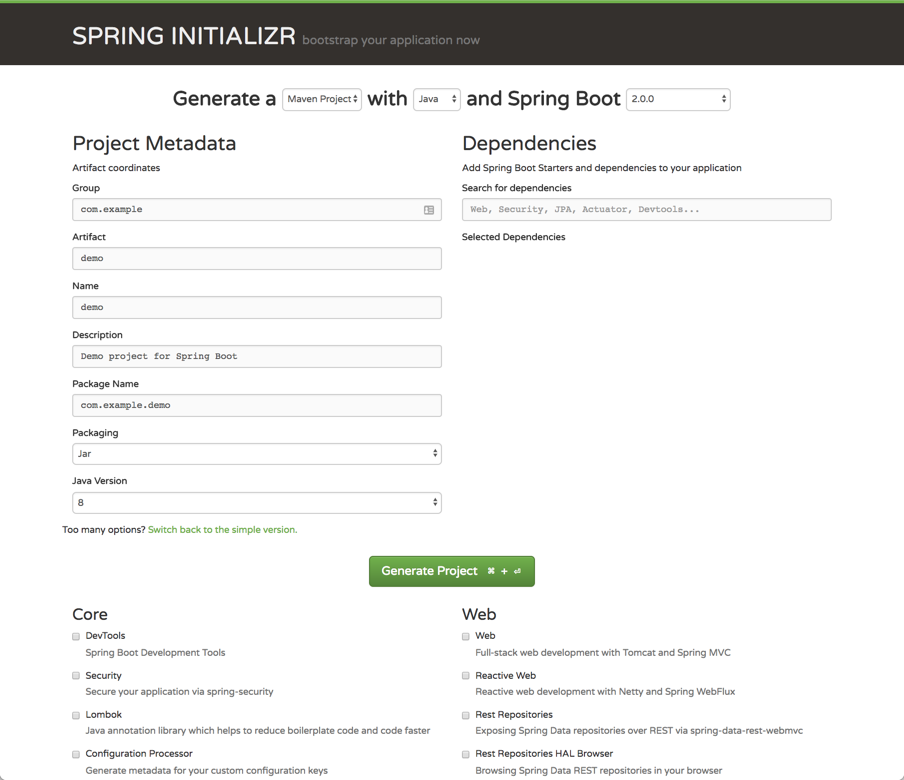 SPRING INITIALIZR bootstrap your application now
Generate a Maven Project with Java and Spring Boot 2.0.0
Project Metadata
Artifact coordinates
Group
com.example
Artifact
demo
Name
demo
Description
Demo project for Spring Boot
Package Name
com.example.demo
Packaging
Jar
Java Version
8
Too many options? Switch back to the simple version.
Dependencies
Add Spring Boot Starters and dependencies to your application
Search for dependencies
Web, Security, JPA, Actuator, Devtools...
Selected Dependencies
Generate Project ⌘ + ⏎
Core
DevTools
Spring Boot Development Tools
Security
Secure your application via spring-security
Lombok
Java annotation library which helps to reduce boilerplate code and code faster
Configuration Processor
Generate metadata for your custom configuration keys
Web
Web
Full-stack web development with Tomcat and Spring MVC
Reactive Web
Reactive web development with Netty and Spring WebFlux
Rest Repositories
Exposing Spring Data repositories over REST via spring-data-rest-webmvc
Rest Repositories HAL Browser
Browsing Spring Data REST repositories in your browser